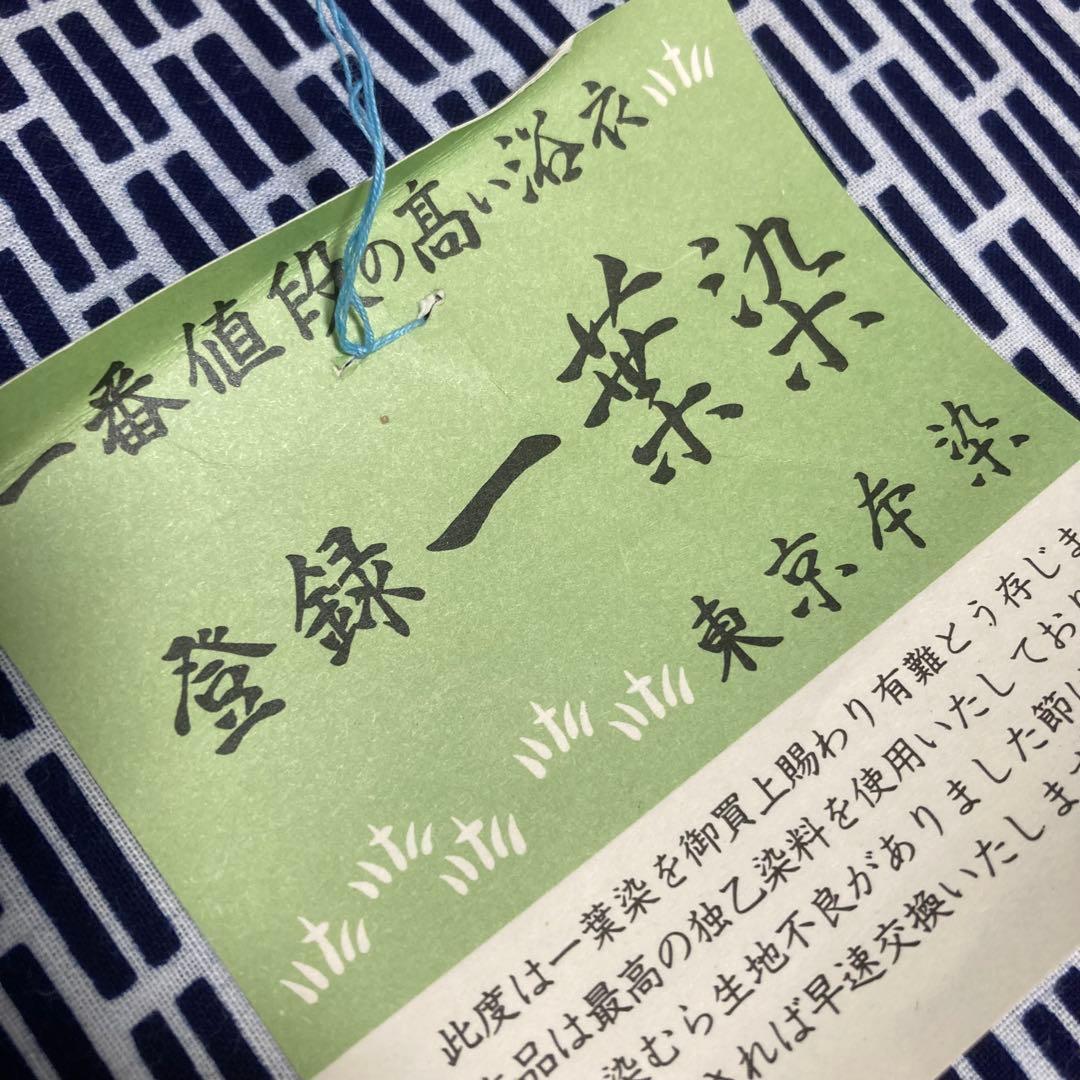 一番値段の高い浴衣
登録一葉染
東京本染
此度は一葉染を御買上賜わり有難とう存じま
品は最高の独乙染料を使用いたしており
染むら生地不良がありました節
れば早速交換いたしま